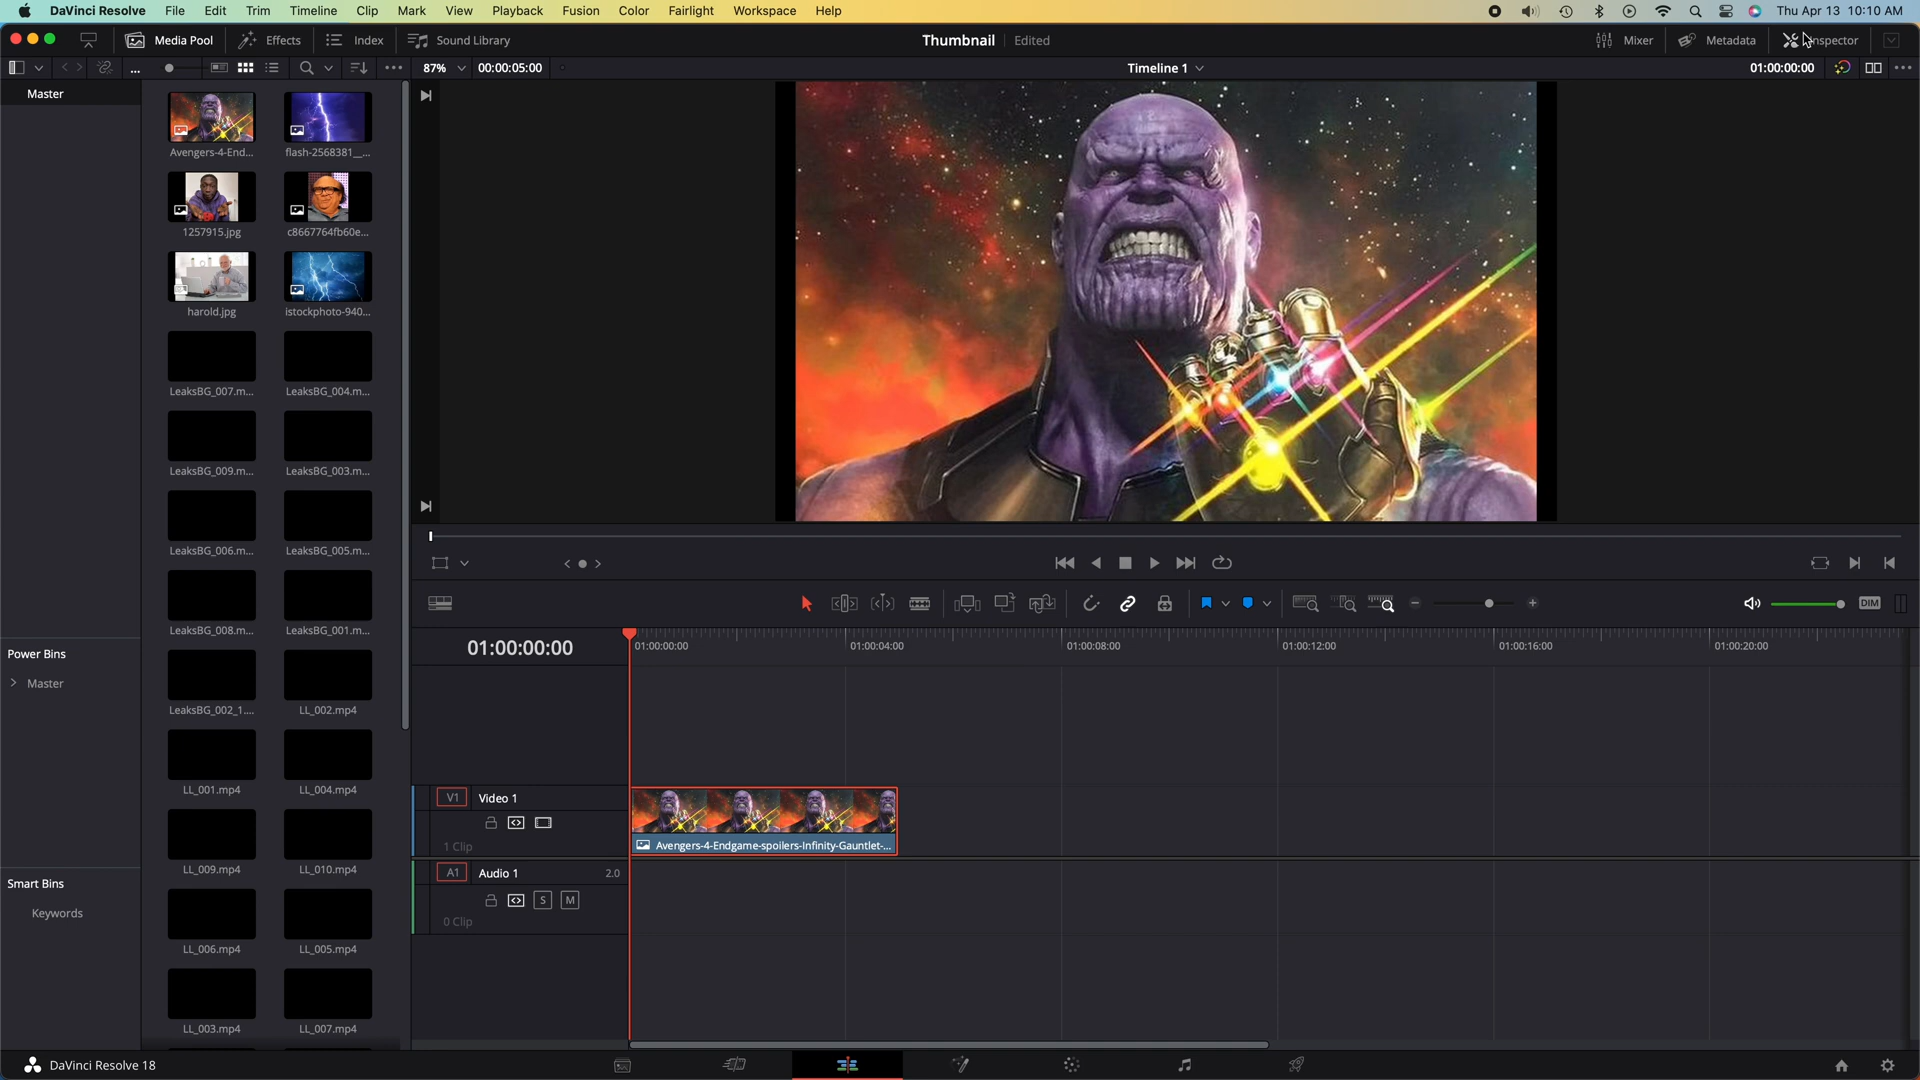 DaVinci Resolve File Edit Trim Timeline Clip Mark View Playback Fusion Color Fairlight Workspace Help Thu Apr 13 10:10 AM
Media Pool Effects Index Sound Library Thumbnail Edited Mixer Metadata Inspector
... 87% 00:00:05:00 Timeline 1 01:00:00:00
Master
Avengers-4-End... flash-2568381__...
1257915.jpg c8667764fb60e...
harold.jpg istockphoto-940...
LeaksBG_007.m... LeaksBG_004.m...
LeaksBG_009.m... LeaksBG_003.m...
LeaksBG_006.m... LeaksBG_005.m...
LeaksBG_008.m... LeaksBG_001.m...
LeaksBG_002_1.... LL_002.mp4
LL_001.mp4 LL_004.mp4
LL_009.mp4 LL_010.mp4
LL_006.mp4 LL_005.mp4
LL_003.mp4 LL_007.mp4
Power Bins
Master
Smart Bins
Keywords
DIM
01:00:00:00 01:00:00:00 01:00:04:00 01:00:08:00 01:00:12:00 01:00:16:00 01:00:20:00
V1 Video 1
1 Clip
Avengers-4-Endgame-spoilers-Infinity-Gauntlet-...
A1 Audio 1 2.0
S M
0 Clip
DaVinci Resolve 18